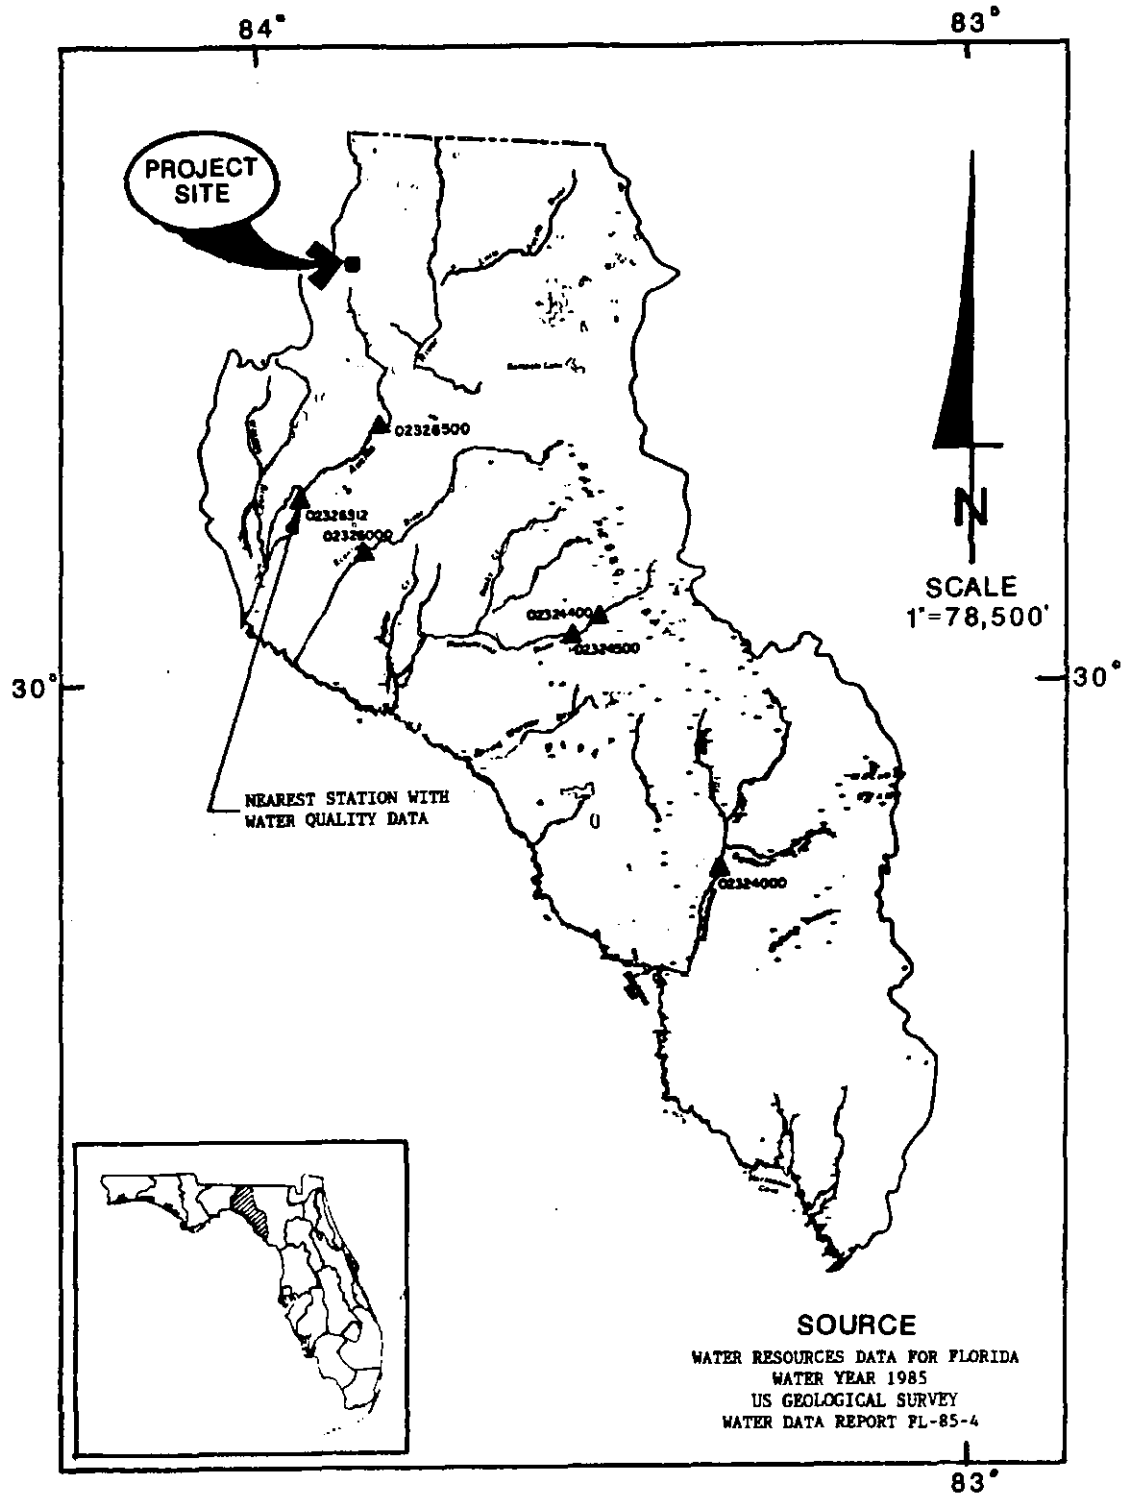 84°
83°
PROJECT
SITE
02326500
02326912
02326000
02324400
02324500
N
SCALE
1"=78,500'
30°
30°
NEAREST STATION WITH
WATER QUALITY DATA
02324000
SOURCE
WATER RESOURCES DATA FOR FLORIDA
WATER YEAR 1985
US GEOLOGICAL SURVEY
WATER DATA REPORT FL-85-4
83°